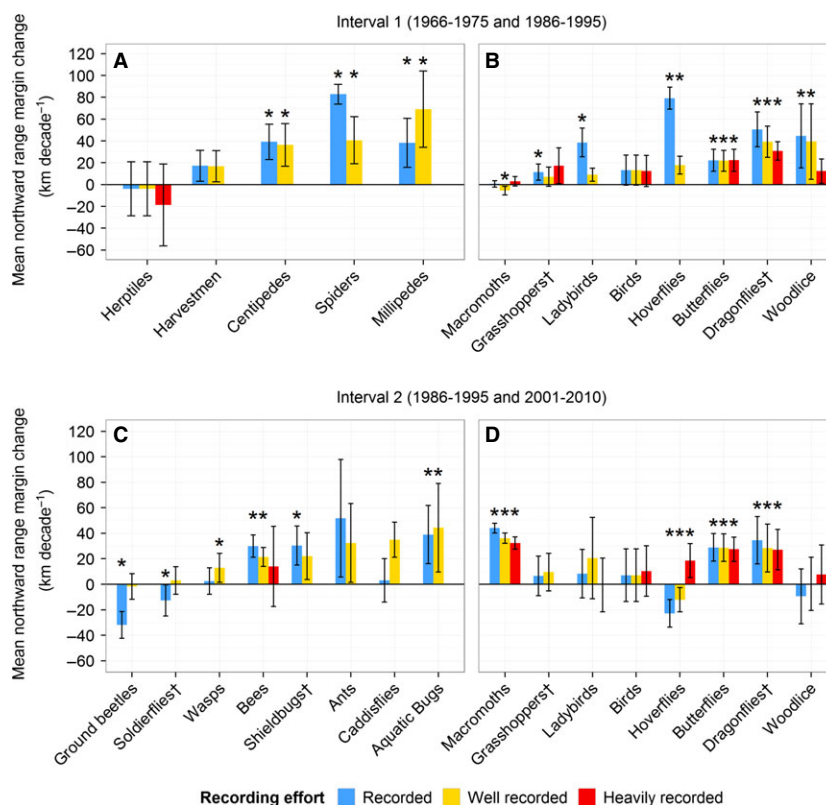 Interval 1 (1966-1975 and 1986-1995)
Mean northward range margin change
(km decade−1)
A
120
100
80
60
40
20
0
−20
−40
−60
* *
* *
* *
Herptiles
Harvestmen
Centipedes
Spiders
Millipedes
B
*
*
*
**
***
***
**
Macromoths
Grasshoppers†
Ladybirds
Birds
Hoverflies
Butterflies
Dragonflies†
Woodlice
Interval 2 (1986-1995 and 2001-2010)
Mean northward range margin change
(km decade−1)
C
120
100
80
60
40
20
0
−20
−40
−60
*
*
*
**
*
**
Ground beetles
Soldierflies†
Wasps
Bees
Shieldbugs†
Ants
Caddisflies
Aquatic Bugs
D
***
***
***
***
Macromoths
Grasshoppers†
Ladybirds
Birds
Hoverflies
Butterflies
Dragonflies†
Woodlice
Recording effort Recorded Well recorded Heavily recorded